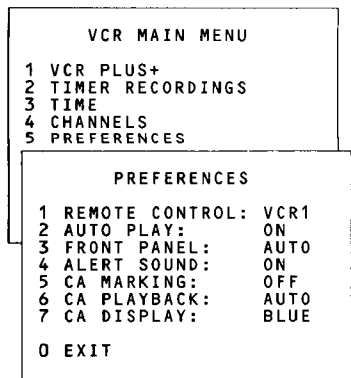 VCR MAIN MENU
1 VCR PLUS+
2 TIMER RECORDINGS
3 TIME
4 CHANNELS
5 PREFERENCES
PREFERENCES
1 REMOTE CONTROL: VCR1
2 AUTO PLAY: ON
3 FRONT PANEL: AUTO
4 ALERT SOUND: ON
5 CA MARKING: OFF
6 CA PLAYBACK: AUTO
7 CA DISPLAY: BLUE
0 EXIT